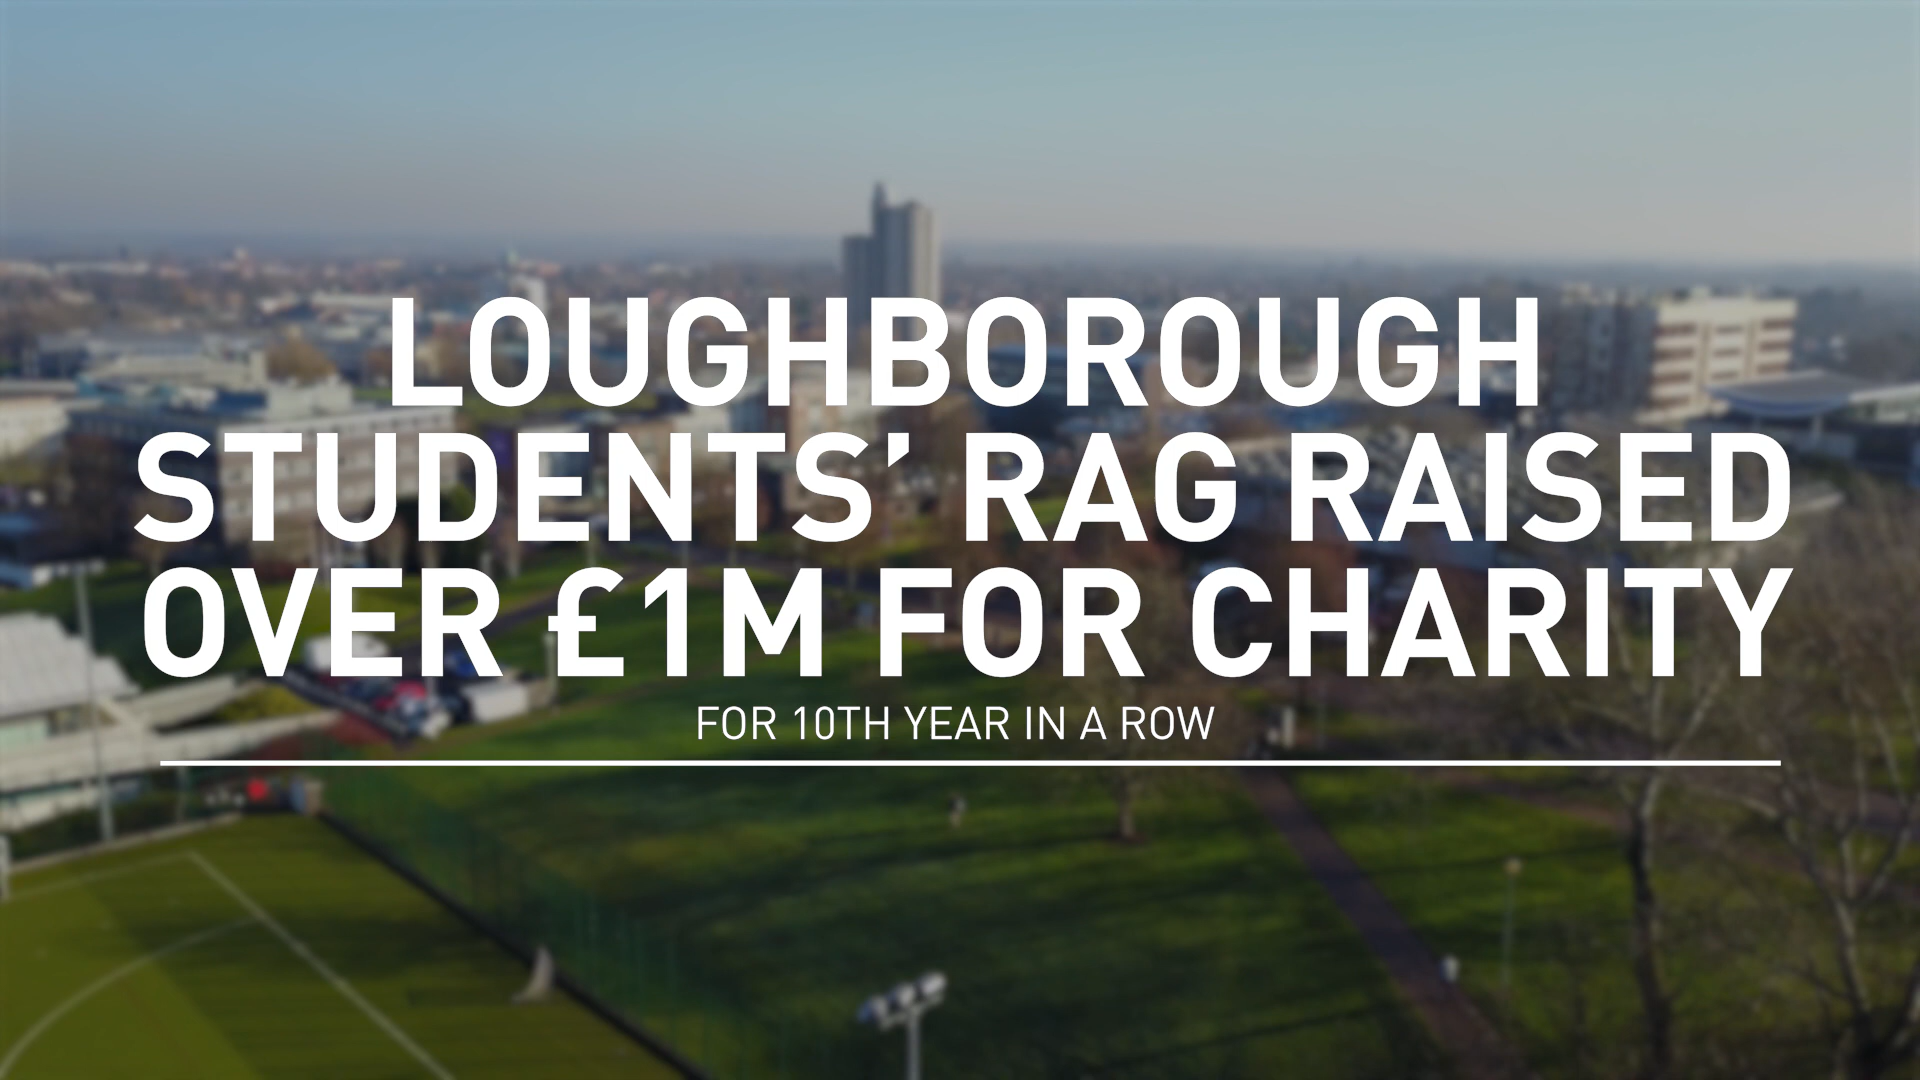 LOUGHBOROUGH
STUDENTS’ RAG RAISED
OVER £1M FOR CHARITY
FOR 10TH YEAR IN A ROW